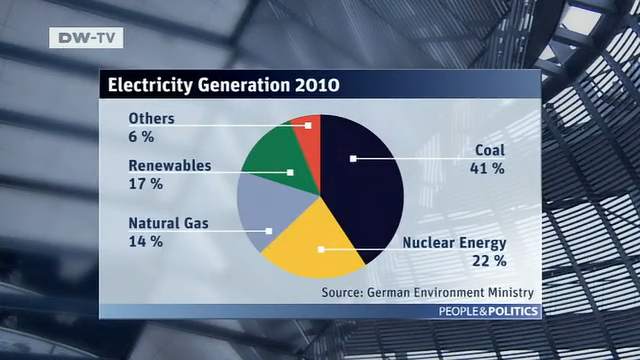 DW-TV
Electricity Generation 2010
Others
6 %
Renewables
17 %
Natural Gas
14 %
Coal
41 %
Nuclear Energy
22 %
Source: German Environment Ministry
PEOPLE&POLITICS